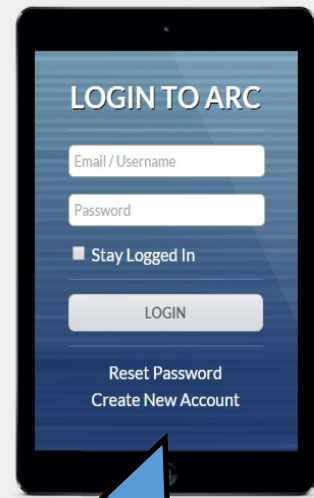 LOGIN TO ARC
Email / Username
Password
Stay Logged In
LOGIN
Reset Password
Create New Account